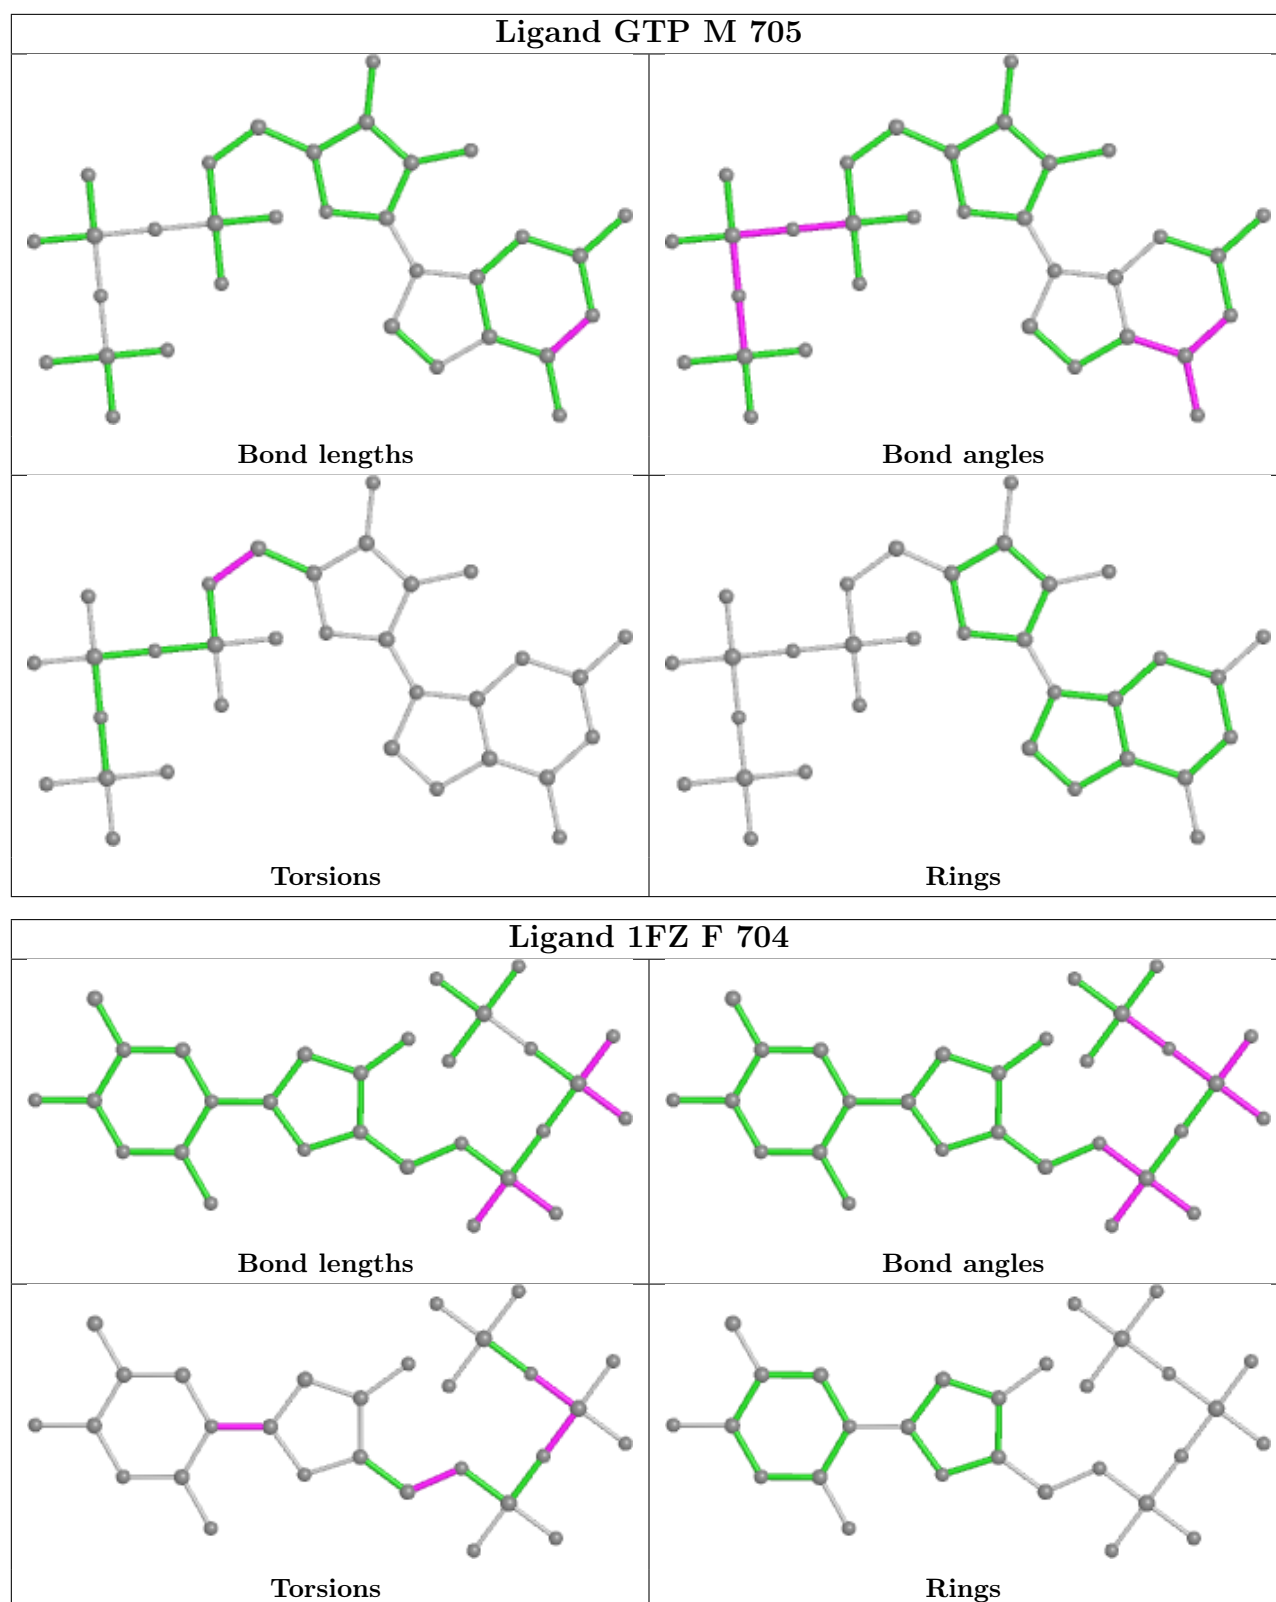 Ligand GTP M 705
Bond lengths
Bond angles
Torsions
Rings
Ligand 1FZ F 704
Bond lengths
Bond angles
Torsions
Rings